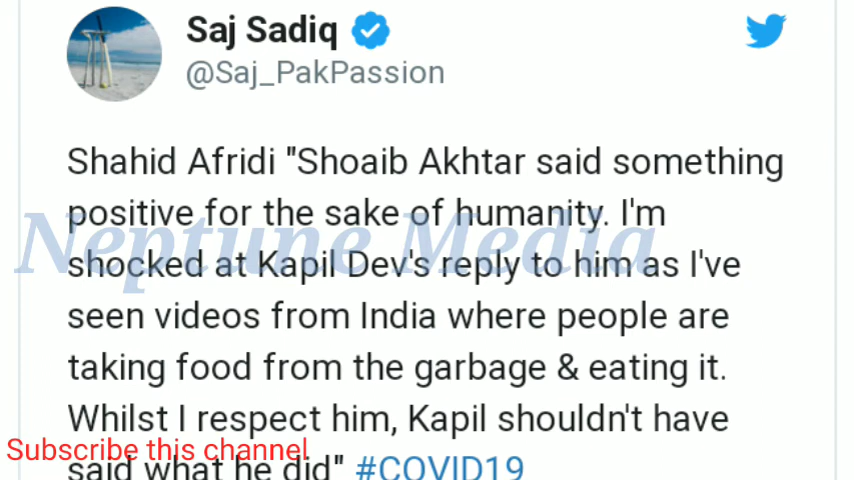 Saj Sadiq
@Saj_PakPassion
Shahid Afridi "Shoaib Akhtar said something
positive for the sake of humanity. I'm
Neptune Media
shocked at Kapil Dev's reply to him as I've
seen videos from India where people are
taking food from the garbage & eating it.
Whilst I respect him, Kapil shouldn't have
Subscribe this channel
said what he did" #COVID19